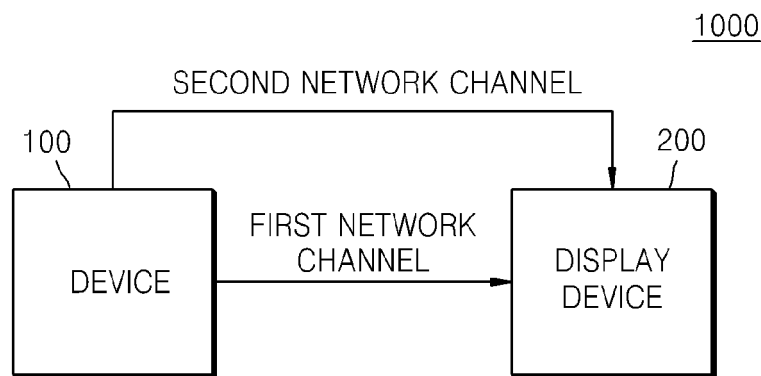 1000
SECOND NETWORK CHANNEL
100
200
FIRST NETWORK
CHANNEL
DEVICE
DISPLAY
DEVICE